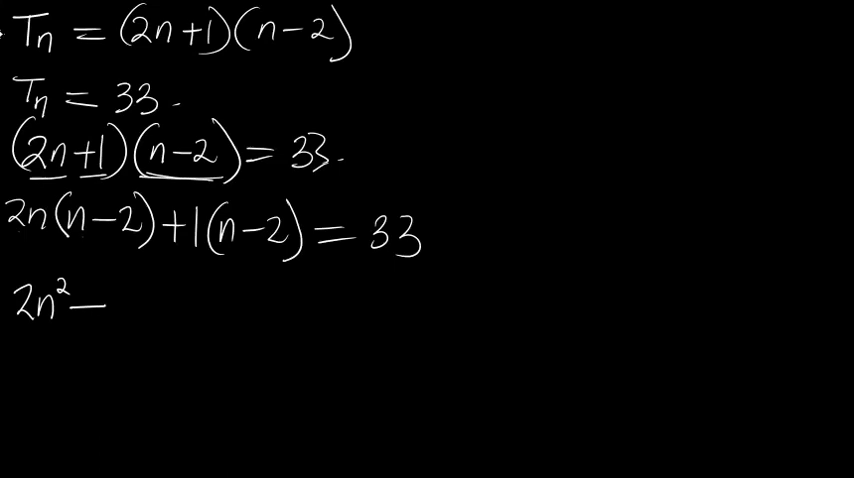 Tn = (2n+1)(n-2)
Tn = 33.
(2n+1)(n-2) = 33.
2n(n-2)+1(n-2) = 33
2n² -